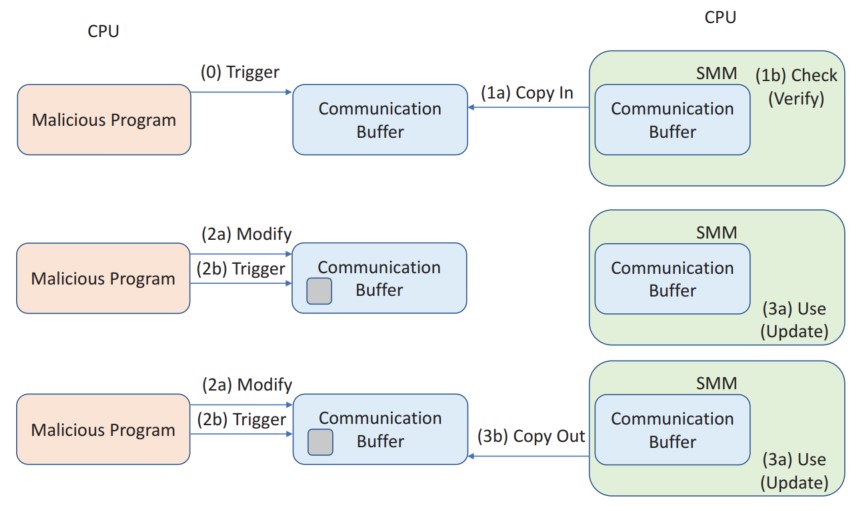 CPU
CPU
(0) Trigger
Malicious Program
Communication
Buffer
(1a) Copy In
SMM
Communication
Buffer
(1b) Check
(Verify)
(2a) Modify
(2b) Trigger
Malicious Program
Communication
Buffer
SMM
Communication
Buffer
(3a) Use
(Update)
(2a) Modify
(2b) Trigger
Malicious Program
Communication
Buffer
(3b) Copy Out
SMM
Communication
Buffer
(3a) Use
(Update)